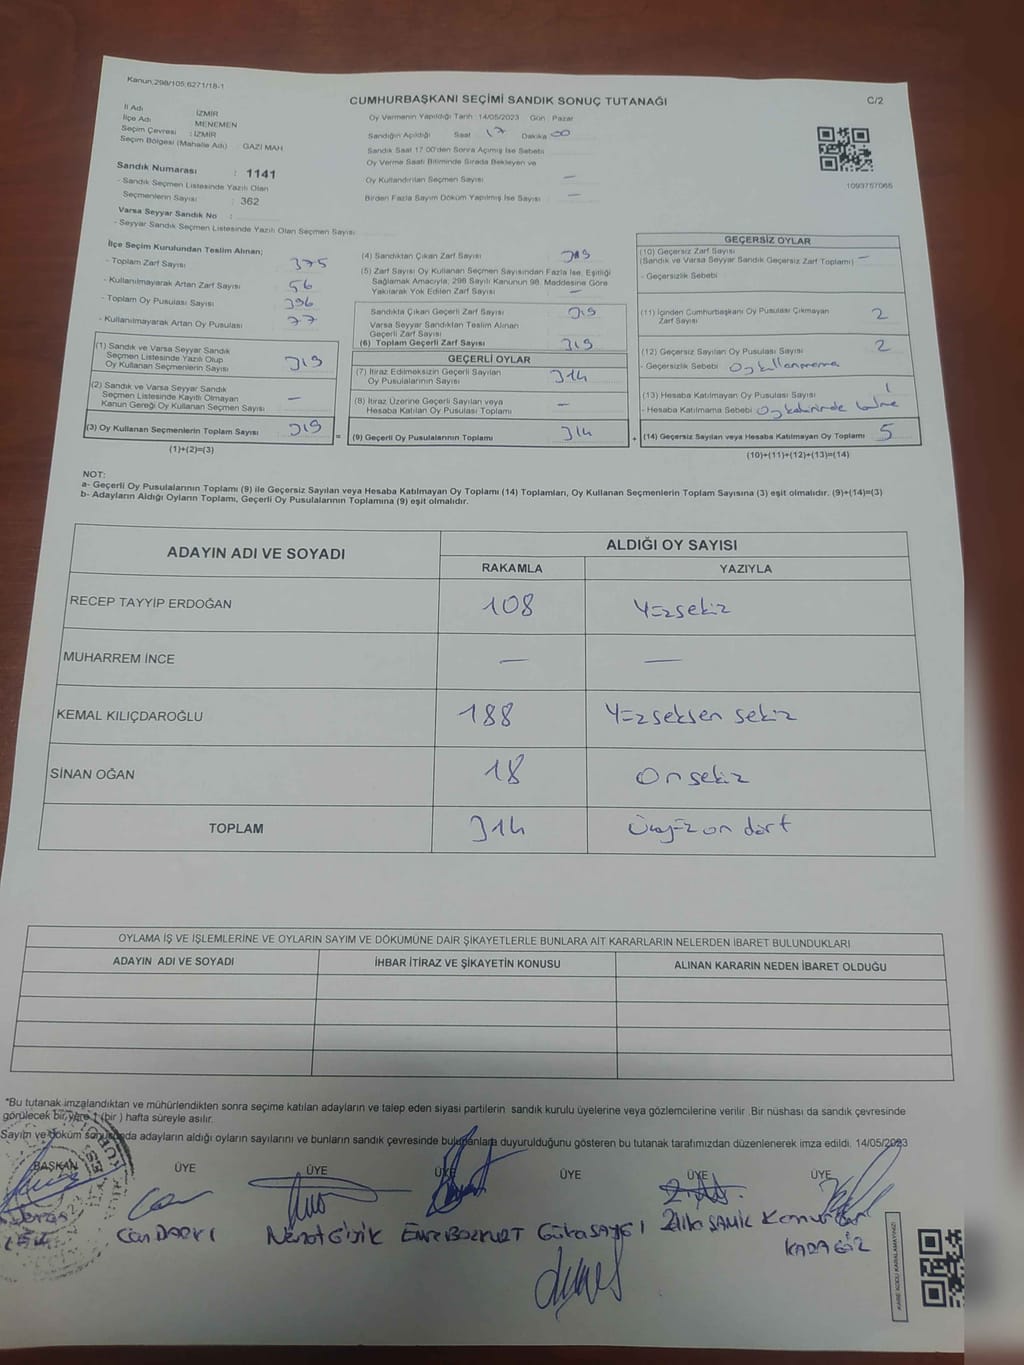 Kanun:298/105;6271/18-1
CUMHURBAŞKANI SEÇİMİ SANDIK SONUÇ TUTANAĞI
C/2
İl Adı : İZMİR
İlçe Adı : MENEMEN
Seçim Çevresi : İZMİR
Seçim Bölgesi (Mahalle Adı) : GAZİ MAH
Sandık Numarası : 1141
- Sandık Seçmen Listesinde Yazılı Olan
Seçmenlerin Sayısı : 362
Varsa Seyyar Sandık No :
- Seyyar Sandık Seçmen Listesinde Yazılı Olan Seçmen Sayısı :
Oy Vermenin Yapıldığı Tarih :14/05/2023 Gün : Pazar
Sandığın Açıldığı Saat : 17 Dakika : 00
Sandık Saat 17:00'den Sonra Açılmış İse Sebebi
Oy Verme Saati Bitiminde Sırada Bekleyen ve
Oy Kullandırılan Seçmen Sayısı —
Birden Fazla Sayım Döküm Yapılmış İse Sayısı —
1093757065
İlçe Seçim Kurulundan Teslim Alınan;
- Toplam Zarf Sayısı 375
- Kullanılmayarak Artan Zarf Sayısı 56
- Toplam Oy Pusulası Sayısı 396
- Kullanılmayarak Artan Oy Pusulası 77
(1) Sandık ve Varsa Seyyar Sandık
Seçmen Listesinde Yazılı Olup
Oy Kullanan Seçmenlerin Sayısı 319
(2) Sandık ve Varsa Seyyar Sandık
Seçmen Listesinde Kayıtlı Olmayan
Kanun Gereği Oy Kullanan Seçmen Sayısı —
(3) Oy Kullanan Seçmenlerin Toplam Sayısı 319
(1)+(2)=(3)
(4) Sandıktan Çıkan Zarf Sayısı 319
(5) Zarf Sayısı Oy Kullanan Seçmen Sayısından Fazla İse, Eşitliği
Sağlamak Amacıyla; 298 Sayılı Kanunun 98. Maddesine Göre
Yakılarak Yok Edilen Zarf Sayısı —
Sandıkta Çıkan Geçerli Zarf Sayısı 319
Varsa Seyyar Sandıktan Teslim Alınan
Geçerli Zarf Sayısı
(6) Toplam Geçerli Zarf Sayısı 319
GEÇERLİ OYLAR
(7) İtiraz Edilmeksizin Geçerli Sayılan
Oy Pusulalarının Sayısı 314
(8) İtiraz Üzerine Geçerli Sayılan veya
Hesaba Katılan Oy Pusulası Toplamı —
= (9) Geçerli Oy Pusulalarının Toplamı 314
GEÇERSİZ OYLAR
(10) Geçersiz Zarf Sayısı
(Sandık ve Varsa Seyyar Sandık Geçersiz Zarf Toplamı) —
- Geçersizlik Sebebi :
(11) İçinden Cumhurbaşkanı Oy Pusulası Çıkmayan
Zarf Sayısı 2
(12) Geçersiz Sayılan Oy Pusulası Sayısı 2
- Geçersizlik Sebebi : Oy kullanmama
(13) Hesaba Katılmayan Oy Pusulası Sayısı 1
- Hesaba Katılmama Sebebi : Oy
+ (14) Geçersiz Sayılan veya Hesaba Katılmayan Oy Toplamı 5
(10)+(11)+(12)+(13)=(14)
NOT:
a- Geçerli Oy Pusulalarının Toplamı (9) ile Geçersiz Sayılan veya Hesaba Katılmayan Oy Toplamı (14) Toplamları, Oy Kullanan Seçmenlerin Toplam Sayısına (3) eşit olmalıdır. (9)+(14)=(3)
b- Adayların Aldığı Oyların Toplamı, Geçerli Oy Pusulalarının Toplamına (9) eşit olmalıdır.
ADAYIN ADI VE SOYADI ALDIĞI OY SAYISI
RAKAMLA YAZIYLA
RECEP TAYYİP ERDOĞAN 108 Yüzsekiz
MUHARREM İNCE — —
KEMAL KILIÇDAROĞLU 188 Yüzseksen sekiz
SİNAN OĞAN 18 On sekiz
TOPLAM 314 Üçyüz on dört
OYLAMA İŞ VE İŞLEMLERİNE VE OYLARIN SAYIM VE DÖKÜMÜNE DAİR ŞİKAYETLERLE BUNLARA AİT KARARLARIN NELERDEN İBARET BULUNDUKLARI
ADAYIN ADI VE SOYADI İHBAR İTİRAZ VE ŞİKAYETİN KONUSU ALINAN KARARIN NEDEN İBARET OLDUĞU
*Bu tutanak imzalandıktan ve mühürlendikten sonra seçime katılan adayların ve talep eden siyasi partilerin sandık kurulu üyelerine veya gözlemcilerine verilir. Bir nüshası da sandık çevresinde
görülecek bir yere 1 (bir ) hafta süreyle asılır.
Sayım ve döküm sonucunda adayların aldığı oyların sayılarını ve bunların sandık çevresinde bulunanlara duyurulduğunu gösteren bu tutanak tarafımızdan düzenlenerek imza edildi. 14/05/2023
BAŞKAN ÜYE ÜYE ÜYE ÜYE ÜYE ÜYE
Can Nezat Gizik EMRE BOZKURT SAYGI SAMİK
KARAGÖZ
KARE KODU KARALAMAYINIZ!